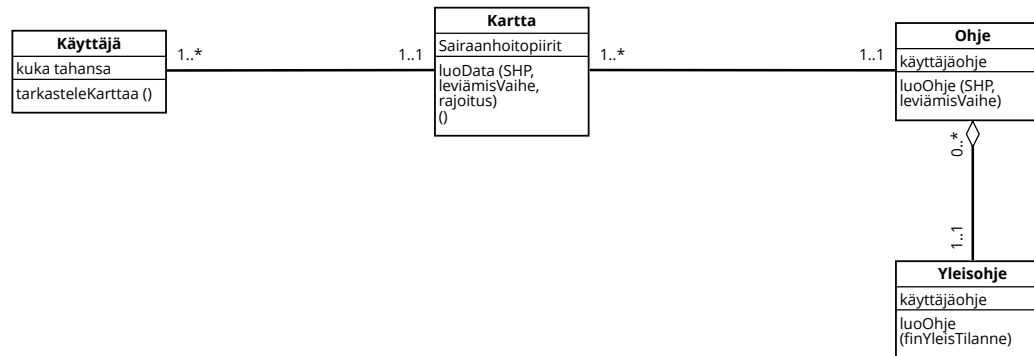 Käyttäjä
kuka tahansa
tarkasteleKarttaa ()
1..*
1..1
Kartta
Sairaanhoitopiirit
luoData (SHP,
leviämisVaihe,
rajoitus)
()
1..*
1..1
Ohje
käyttäjäohje
luoOhje (SHP,
leviämisVaihe)
0..*
1..1
Yleisohje
käyttäjäohje
luoOhje
(finYleisTilanne)